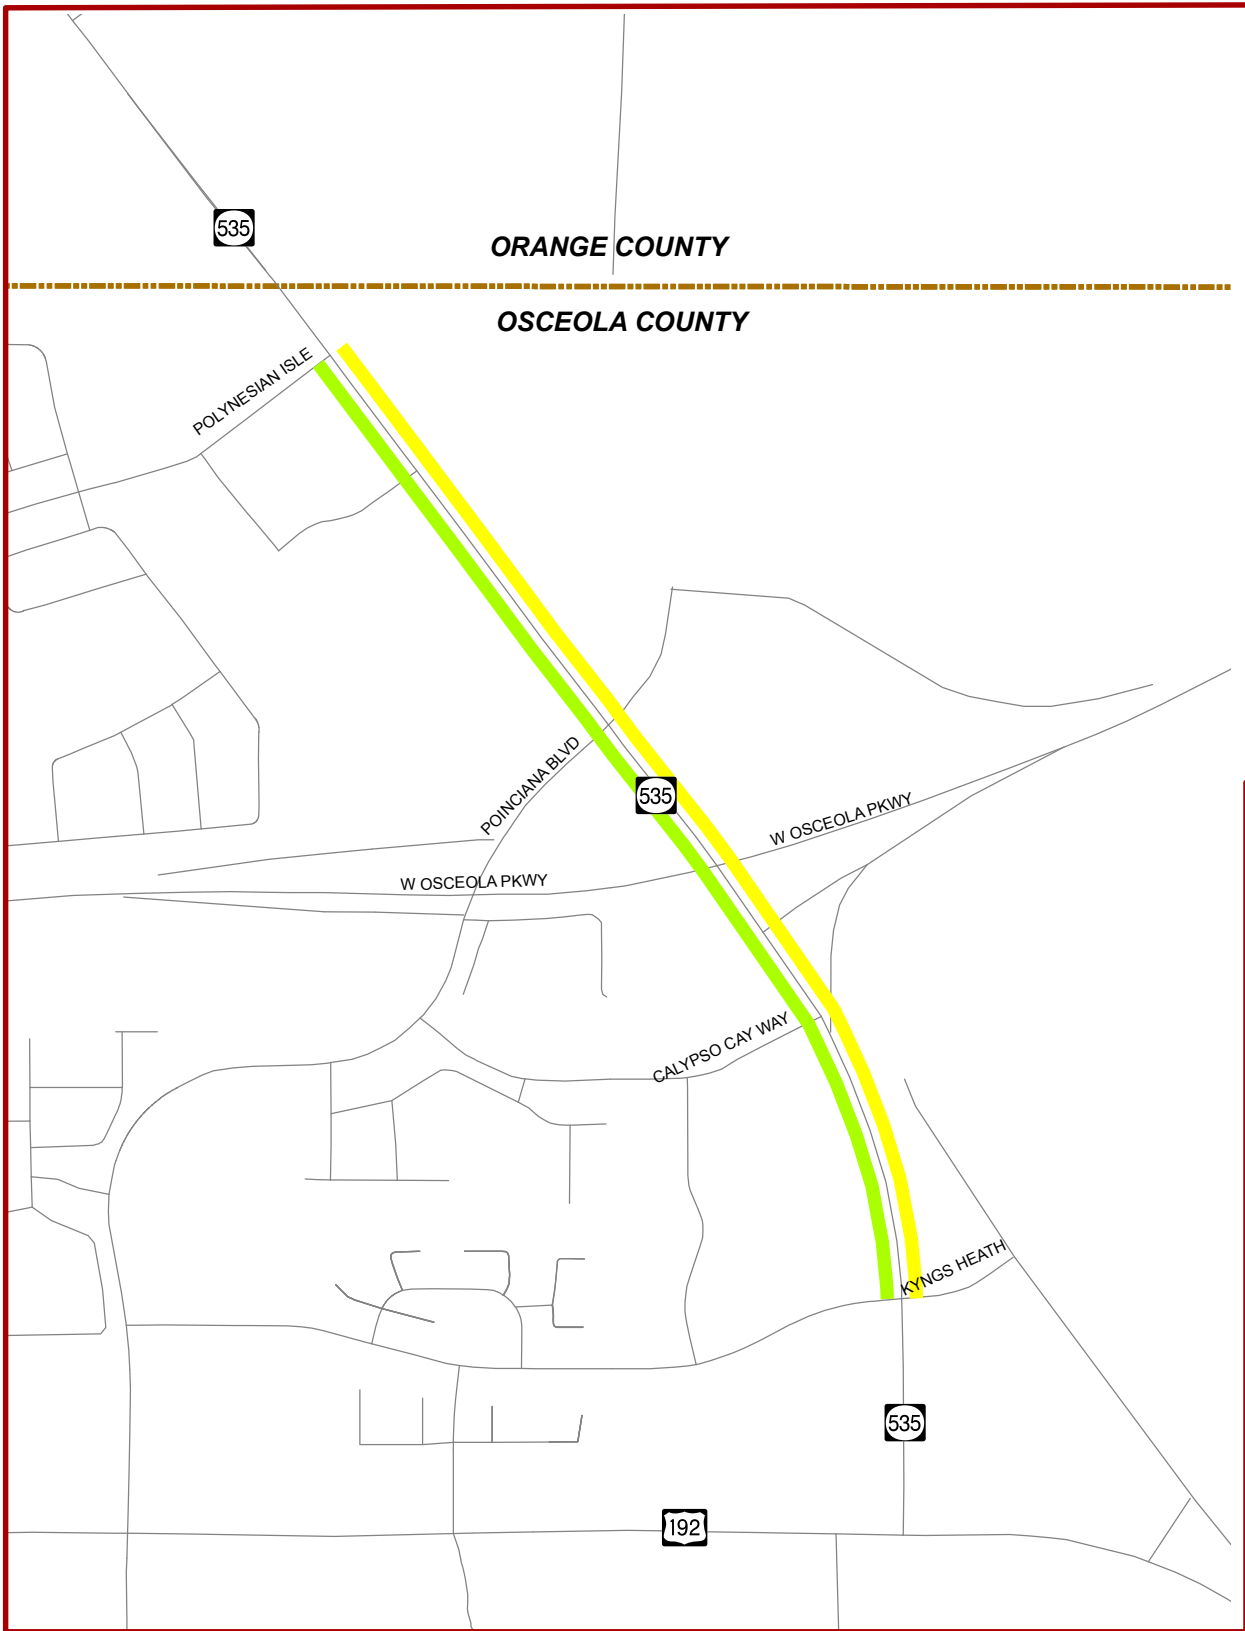 535
ORANGE COUNTY
OSCEOLA COUNTY
POLYNESIAN ISLE
POINCIANA BLVD
535
W OSCEOLA PKWY
W OSCEOLA PKWY
CALYPSO CAY WAY
KYNGS HEATH
535
192